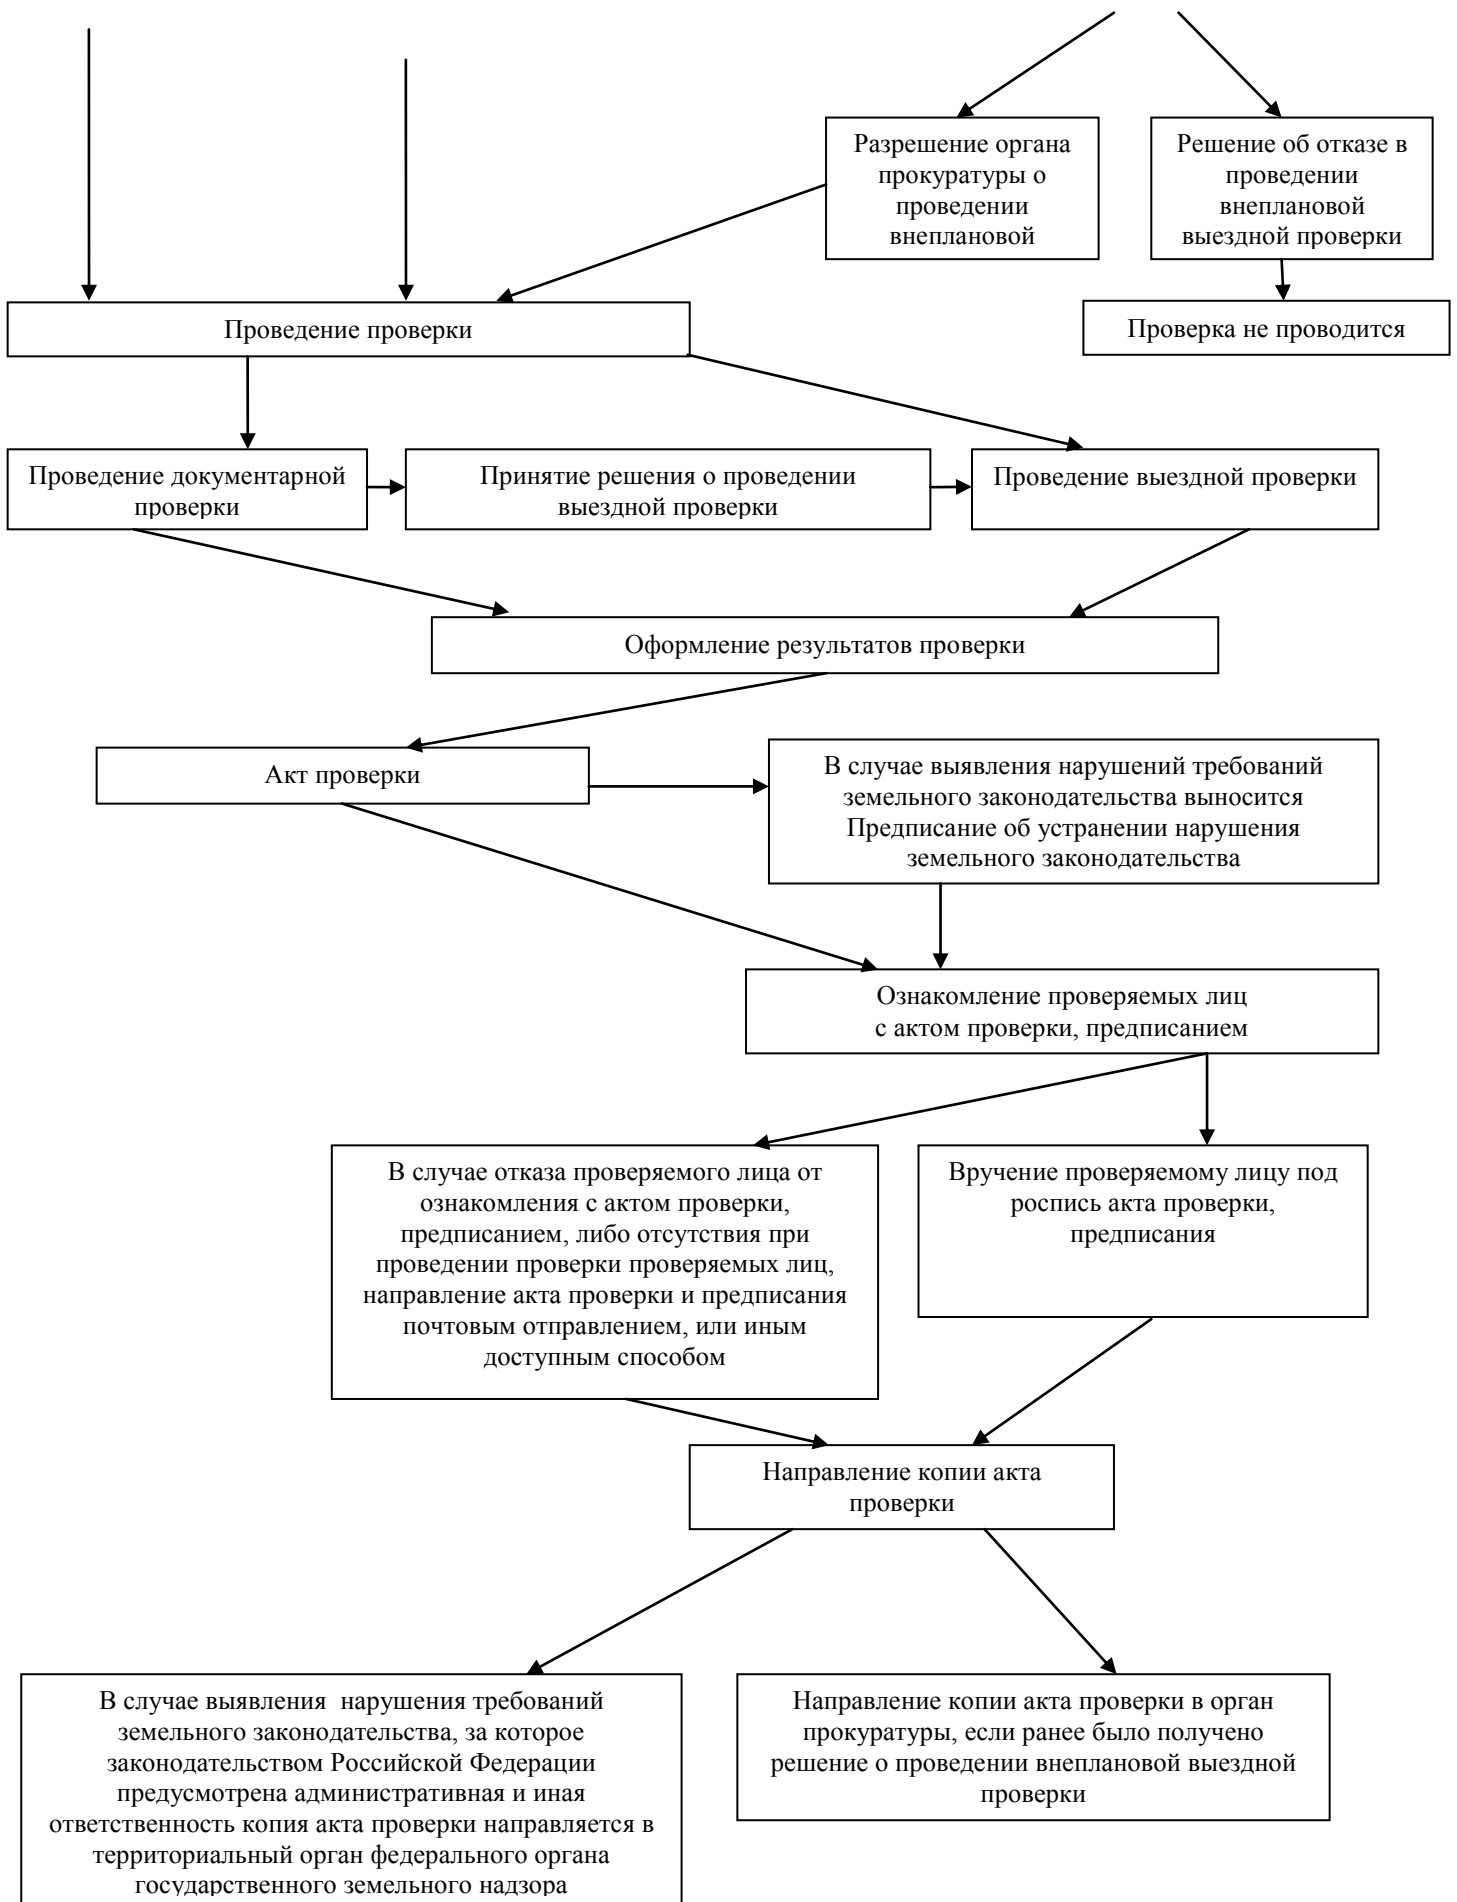 Разрешение органа
прокуратуры о
проведении
внеплановой
Решение об отказе в
проведении
внеплановой
выездной проверки
Проведение проверки
Проверка не проводится
Проведение документарной
проверки
Принятие решения о проведении
выездной проверки
Проведение выездной проверки
Оформление результатов проверки
Акт проверки
В случае выявления нарушений требований
земельного законодательства выносится
Предписание об устранении нарушения
земельного законодательства
Ознакомление проверяемых лиц
с актом проверки, предписанием
В случае отказа проверяемого лица от
ознакомления с актом проверки,
предписанием, либо отсутствия при
проведении проверки проверяемых лиц,
направление акта проверки и предписания
почтовым отправлением, или иным
доступным способом
Вручение проверяемому лицу под
роспись акта проверки,
предписания
Направление копии акта
проверки
В случае выявления  нарушения требований
земельного законодательства, за которое
законодательством Российской Федерации
предусмотрена административная и иная
ответственность копия акта проверки направляется в
территориальный орган федерального органа
государственного земельного надзора
Направление копии акта проверки в орган
прокуратуры, если ранее было получено
решение о проведении внеплановой выездной
проверки